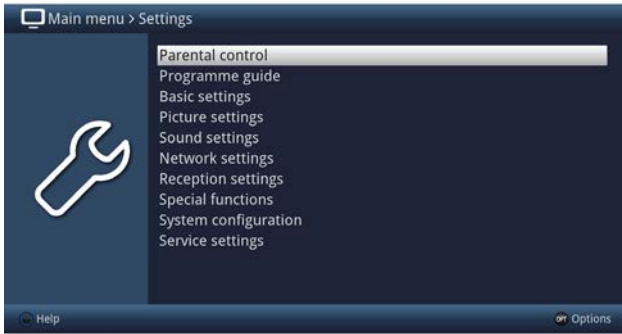 Main menu > Settings
Parental control
Programme guide
Basic settings
Picture settings
Sound settings
Network settings
Reception settings
Special functions
System configuration
Service settings
Help
OPT Options